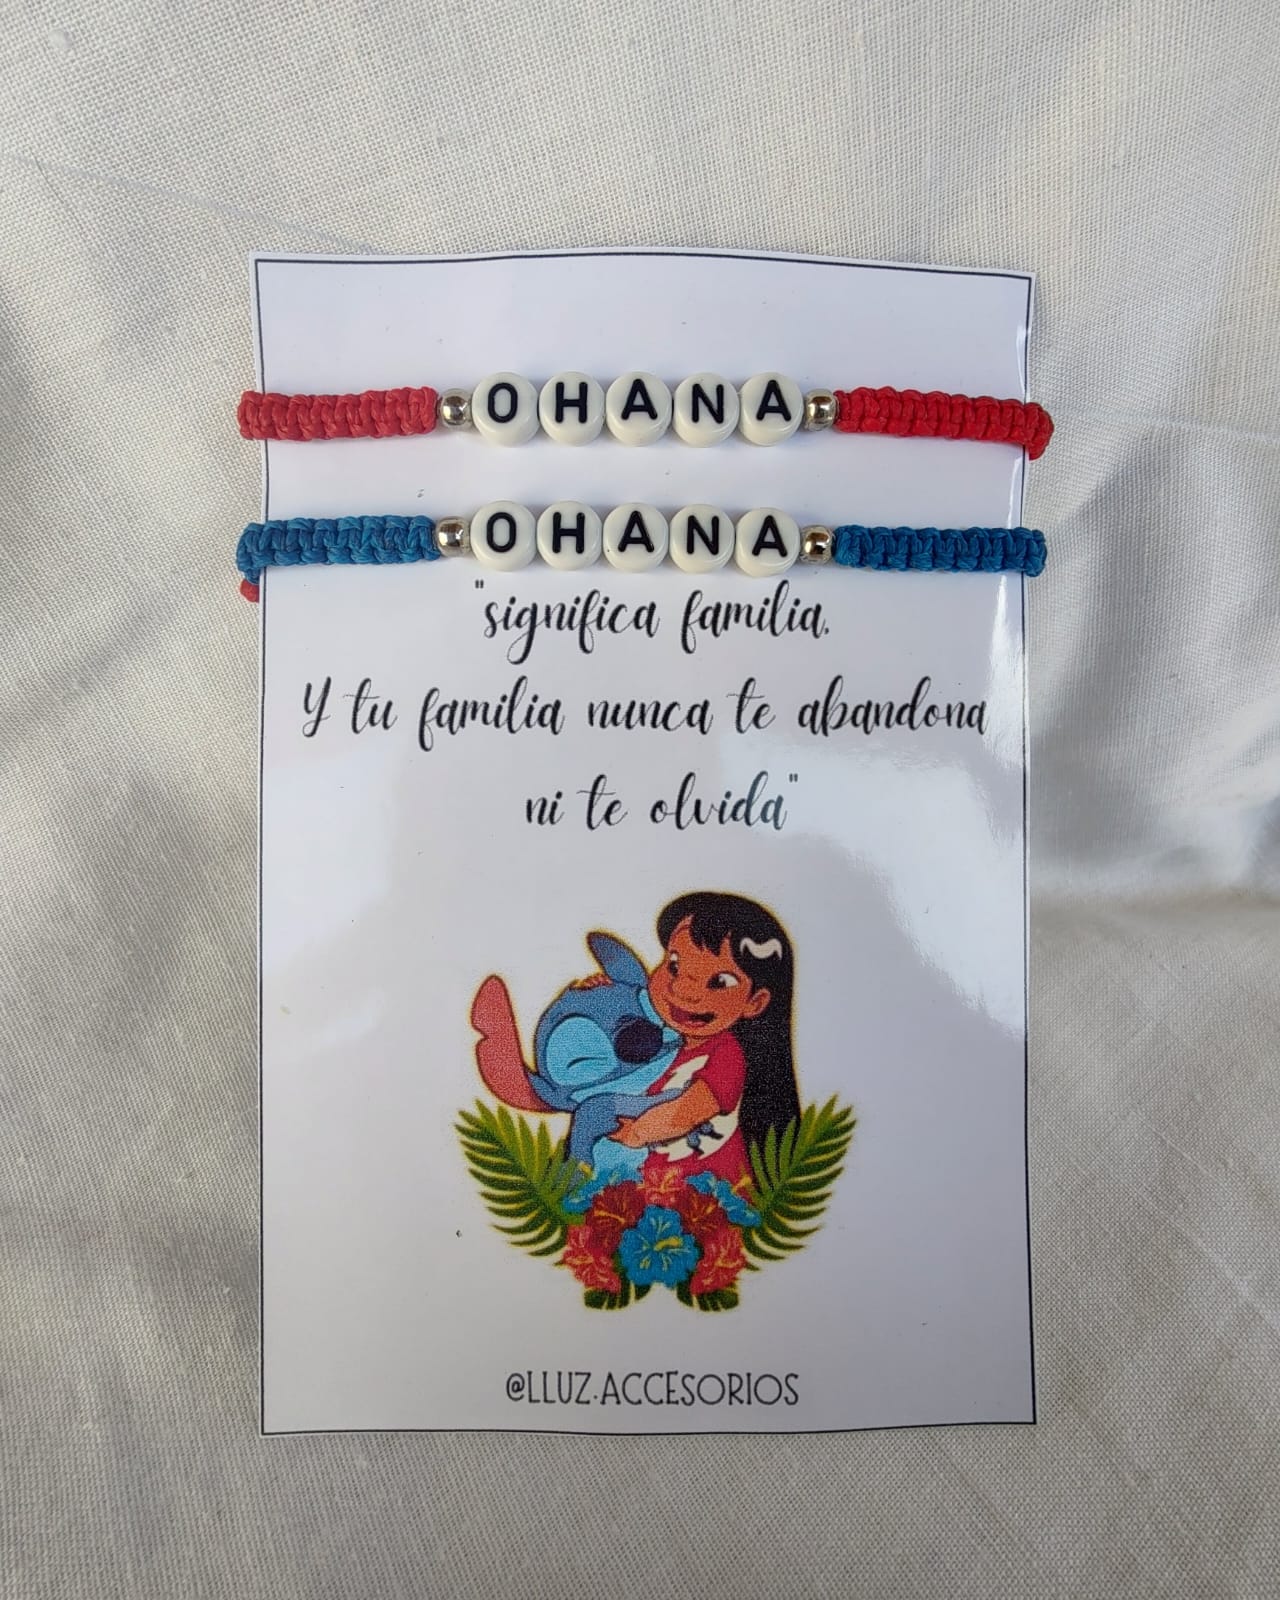 OHANA
OHANA
"significa familia.
Y tu familia nunca te abandona
ni te olvida"
@LLUZ.ACCESORIOS